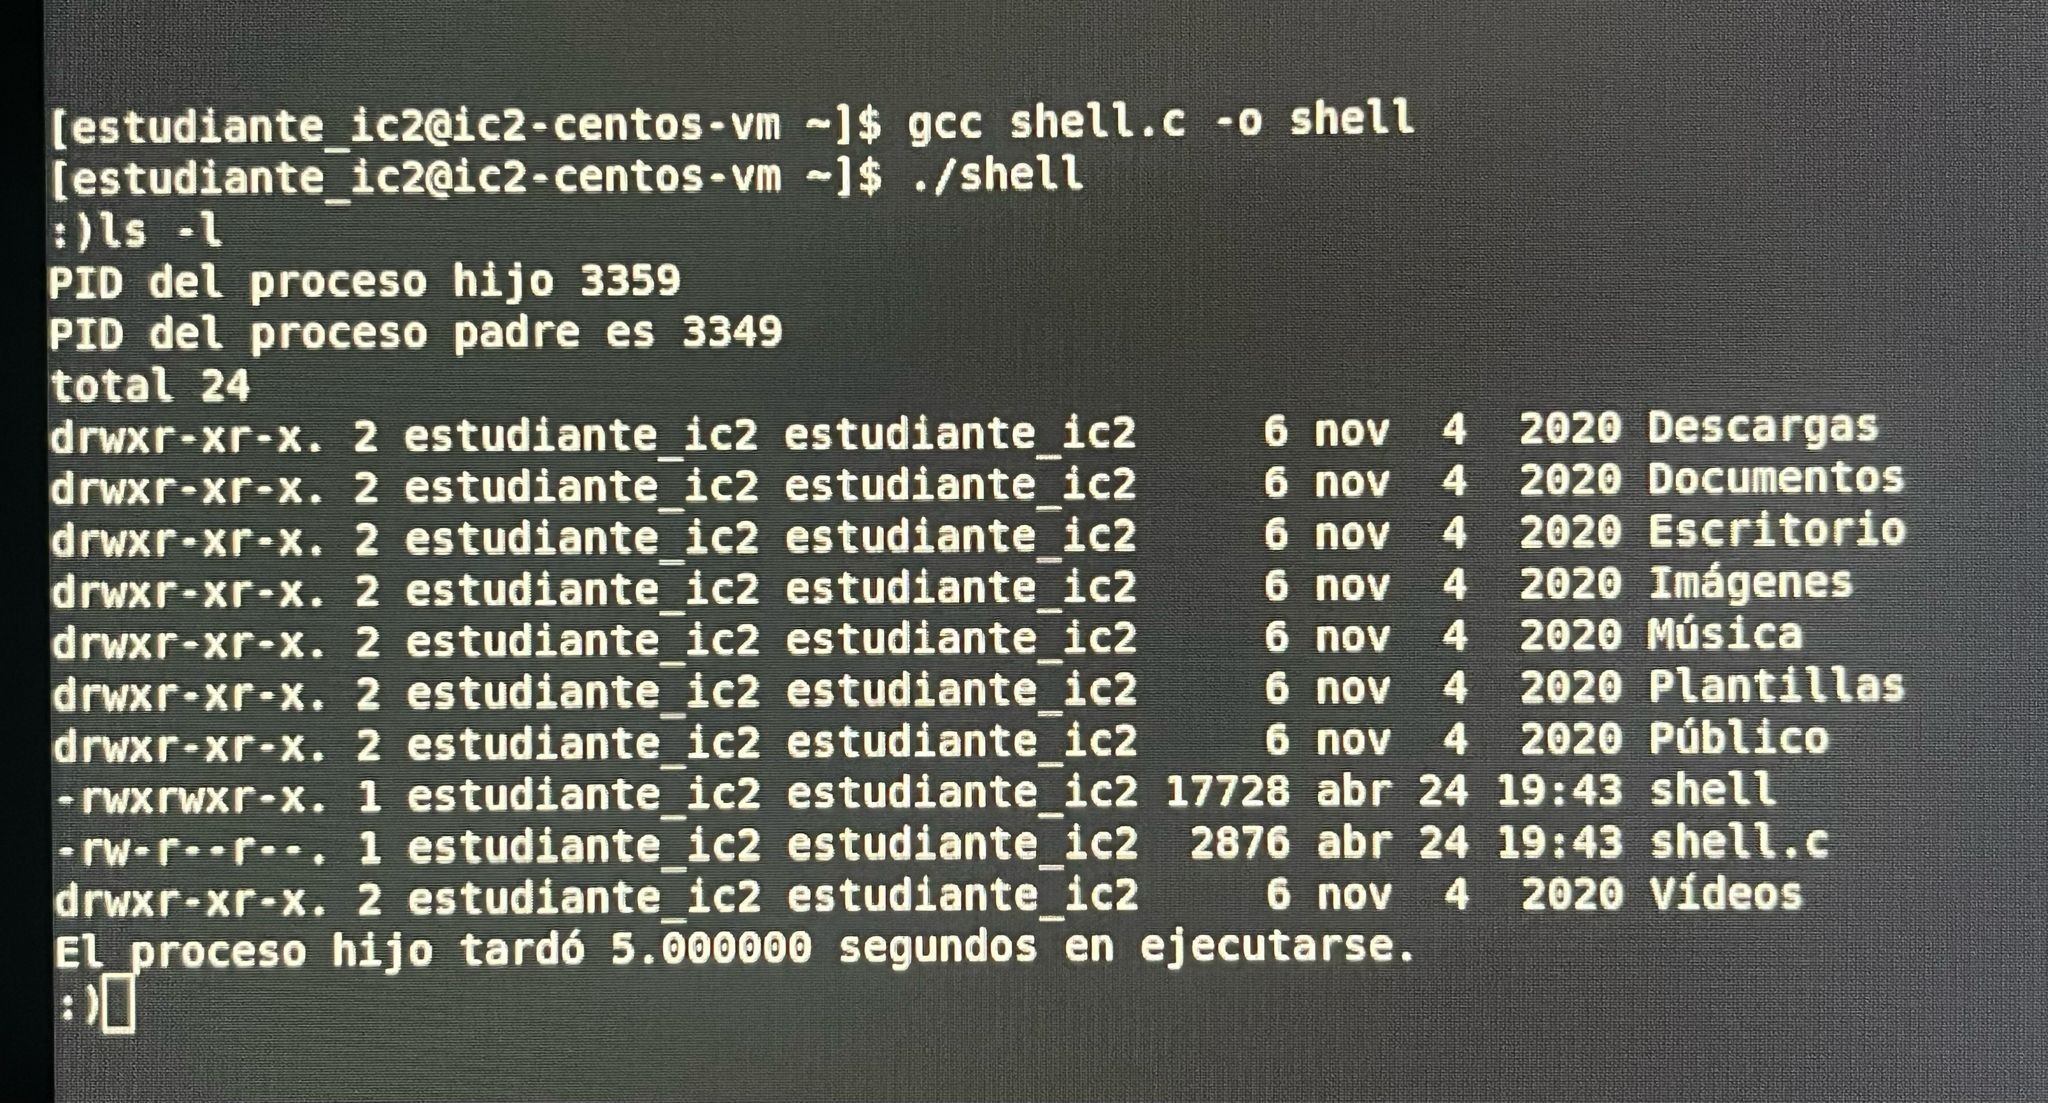 [estudiante_ic2@ic2-centos-vm ~]$ gcc shell.c -o shell
[estudiante_ic2@ic2-centos-vm ~]$ ./shell
:)ls -l
PID del proceso hijo 3359
PID del proceso padre es 3349
total 24
drwxr-xr-x. 2 estudiante_ic2 estudiante_ic2     6 nov  4  2020 Descargas
drwxr-xr-x. 2 estudiante_ic2 estudiante_ic2     6 nov  4  2020 Documentos
drwxr-xr-x. 2 estudiante_ic2 estudiante_ic2     6 nov  4  2020 Escritorio
drwxr-xr-x. 2 estudiante_ic2 estudiante_ic2     6 nov  4  2020 Imágenes
drwxr-xr-x. 2 estudiante_ic2 estudiante_ic2     6 nov  4  2020 Música
drwxr-xr-x. 2 estudiante_ic2 estudiante_ic2     6 nov  4  2020 Plantillas
drwxr-xr-x. 2 estudiante_ic2 estudiante_ic2     6 nov  4  2020 Público
-rwxrwxr-x. 1 estudiante_ic2 estudiante_ic2 17728 abr 24 19:43 shell
-rw-r--r--. 1 estudiante_ic2 estudiante_ic2  2876 abr 24 19:43 shell.c
drwxr-xr-x. 2 estudiante_ic2 estudiante_ic2     6 nov  4  2020 Vídeos
El proceso hijo tardó 5.000000 segundos en ejecutarse.
:)